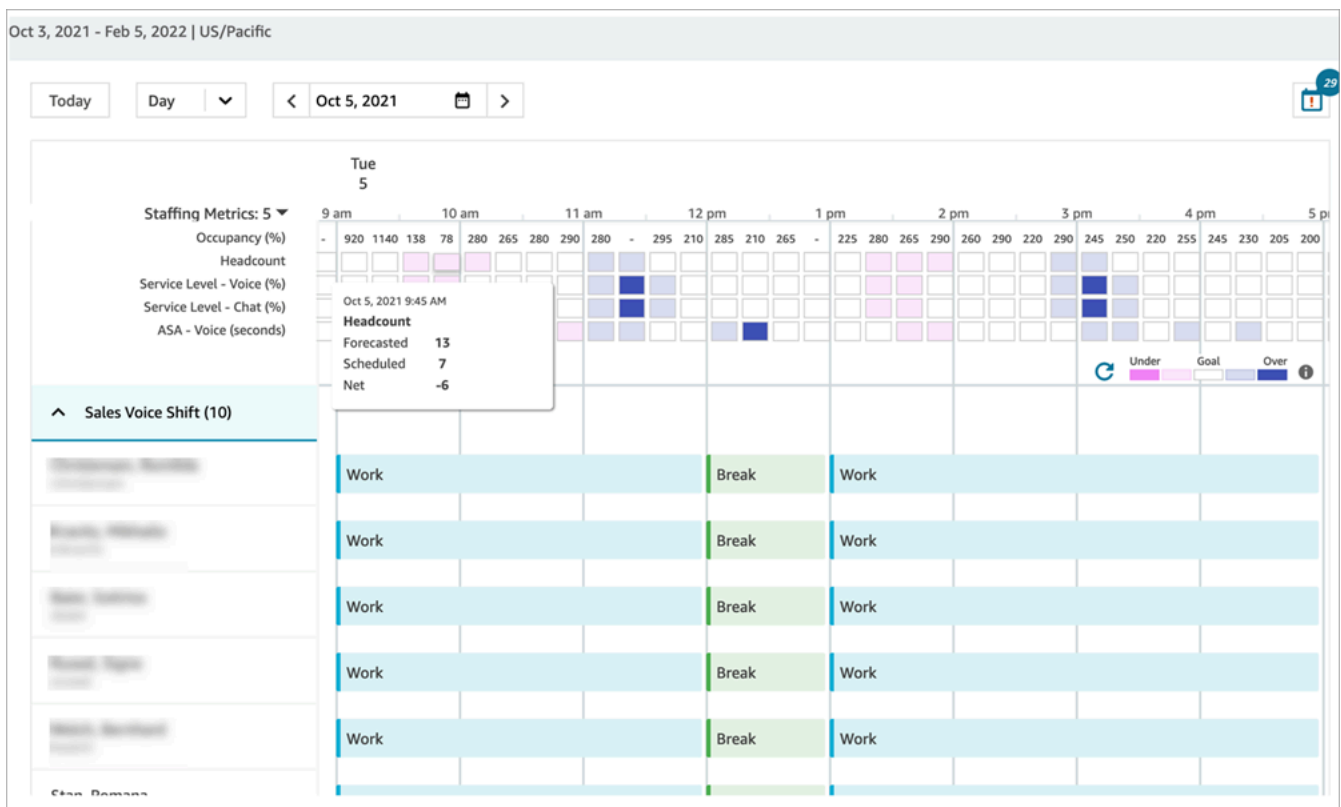 Oct 3, 2021 - Feb 5, 2022 | US/Pacific
Today Day Oct 5, 2021 29
Tue
5
Staffing Metrics: 5 9 am 10 am 11 am 12 pm 1 pm 2 pm 3 pm 4 pm 5 p
Occupancy (%) - 920 1140 138 78 280 265 280 290 280 - 295 210 285 210 265 - 225 280 265 290 260 290 220 290 245 250 220 255 245 230 205 200
Headcount
Service Level - Voice (%)
Service Level - Chat (%)
ASA - Voice (seconds)
Oct 5, 2021 9:45 AM
Headcount
Forecasted 13
Scheduled 7
Net -6
Under Goal Over
Sales Voice Shift (10)
Work Break Work
Work Break Work
Work Break Work
Work Break Work
Work Break Work
Stan, Romana